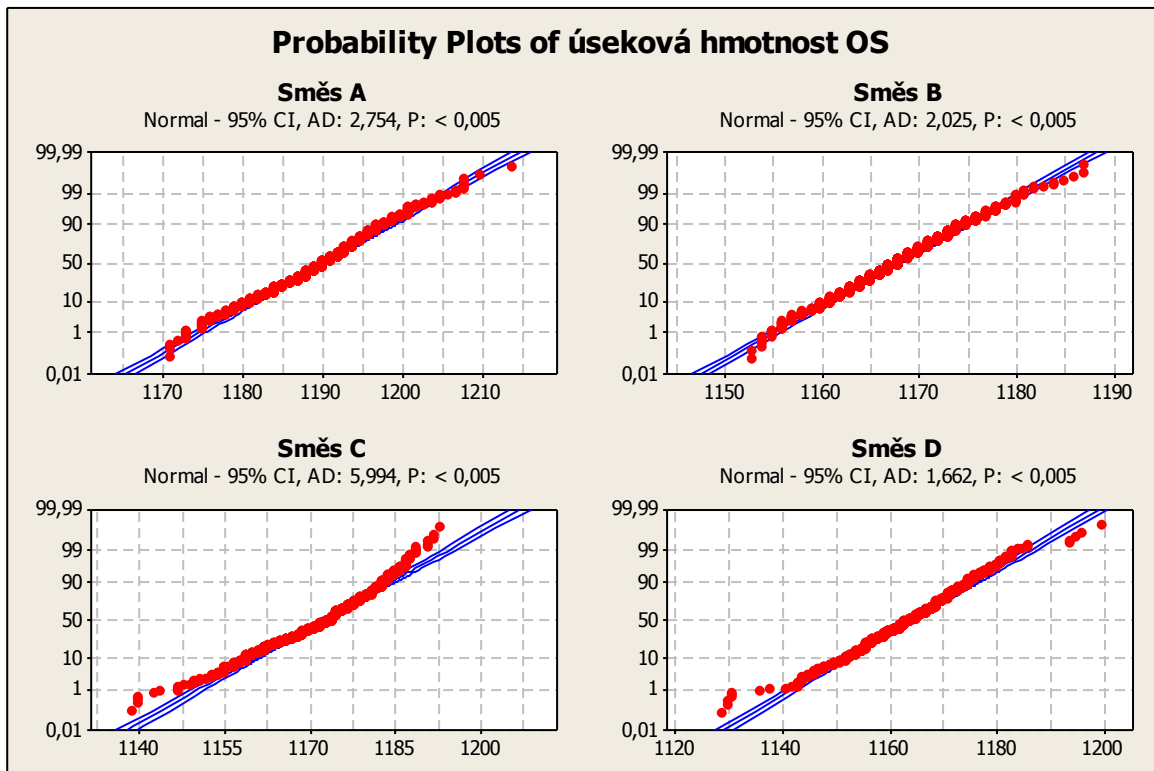 Probability Plots of úseková hmotnost OS
Směs A
Normal - 95% CI, AD: 2,754, P: < 0,005
99,99
99
90
50
10
1
0,01
1170 1180 1190 1200 1210
Směs B
Normal - 95% CI, AD: 2,025, P: < 0,005
99,99
99
90
50
10
1
0,01
1150 1160 1170 1180 1190
Směs C
Normal - 95% CI, AD: 5,994, P: < 0,005
99,99
99
90
50
10
1
0,01
1140 1155 1170 1185 1200
Směs D
Normal - 95% CI, AD: 1,662, P: < 0,005
99,99
99
90
50
10
1
0,01
1120 1140 1160 1180 1200